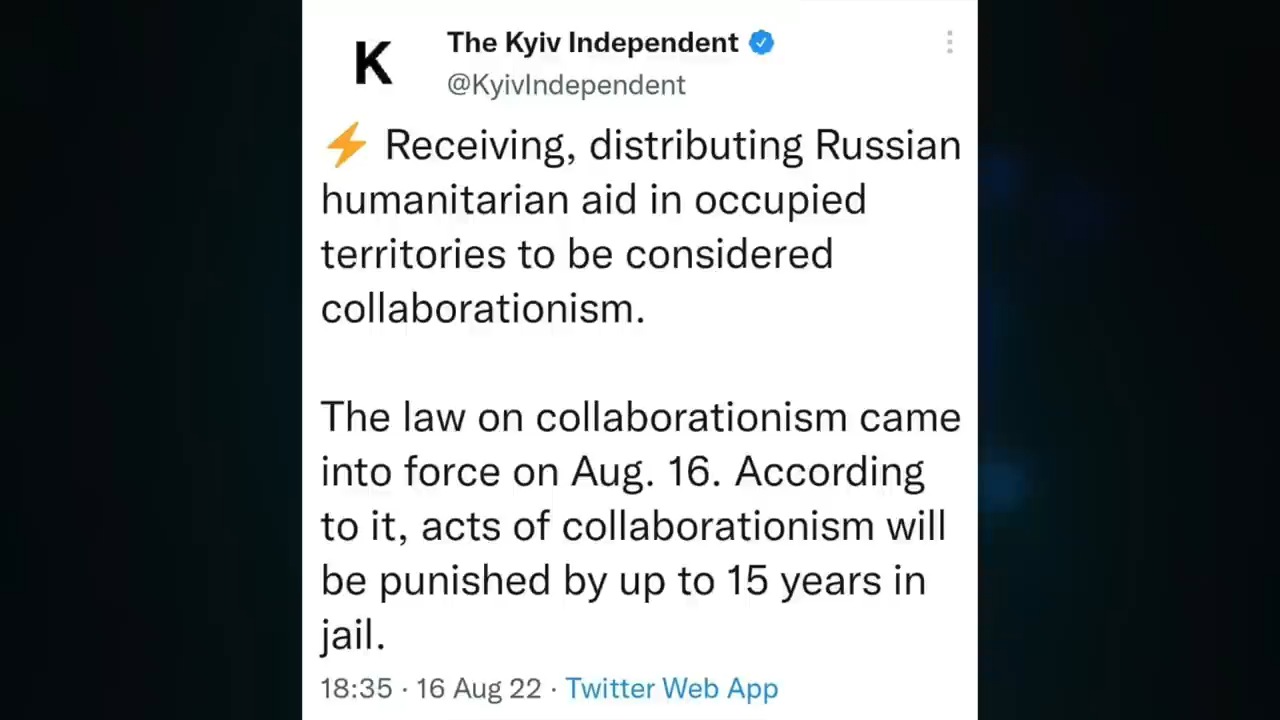 K
The Kyiv Independent
@KyivIndependent
⚡ Receiving, distributing Russian
humanitarian aid in occupied
territories to be considered
collaborationism.
The law on collaborationism came
into force on Aug. 16. According
to it, acts of collaborationism will
be punished by up to 15 years in
jail.
18:35 · 16 Aug 22 · Twitter Web App